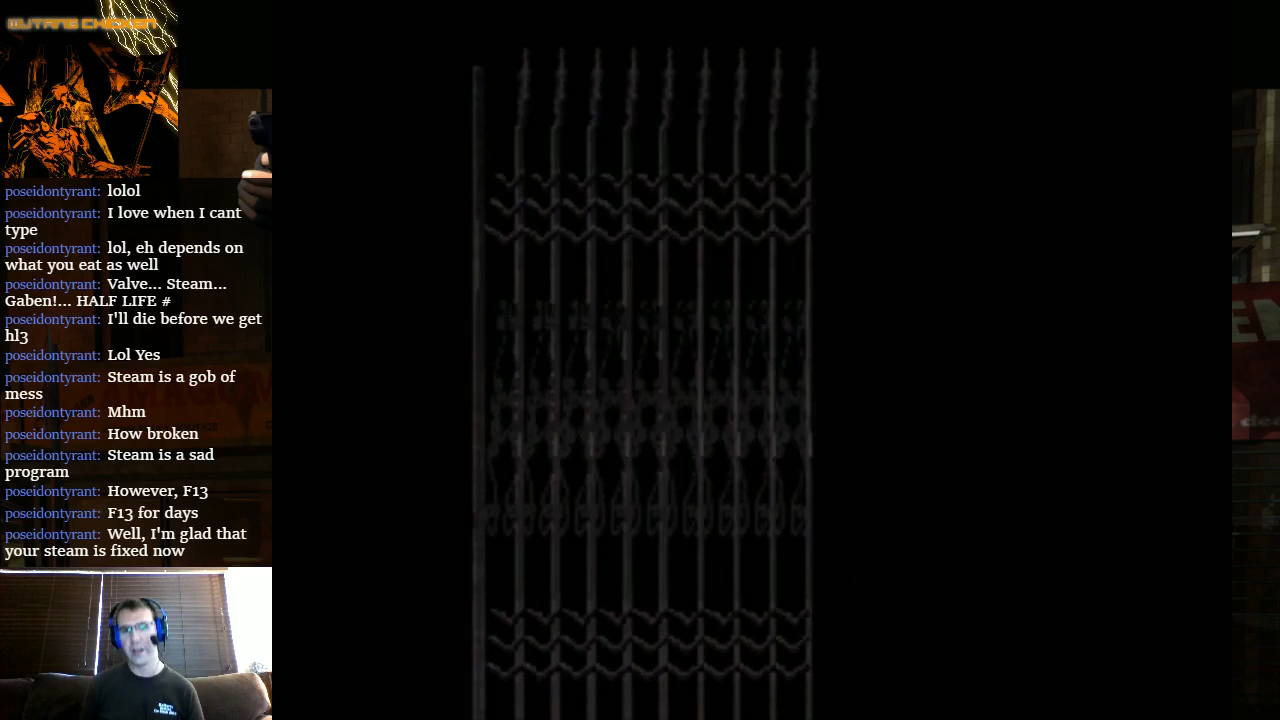 WUTANG CHICKEN
poseidontyrant: lolol
poseidontyrant: I love when I cant
type
poseidontyrant: lol, eh depends on
what you eat as well
poseidontyrant: Valve... Steam...
Gaben!... HALF LIFE #
poseidontyrant: I'll die before we get
hl3
poseidontyrant: Lol Yes
poseidontyrant: Steam is a gob of
mess
poseidontyrant: Mhm
poseidontyrant: How broken
poseidontyrant: Steam is a sad
program
poseidontyrant: However, F13
poseidontyrant: F13 for days
poseidontyrant: Well, I'm glad that
your steam is fixed now